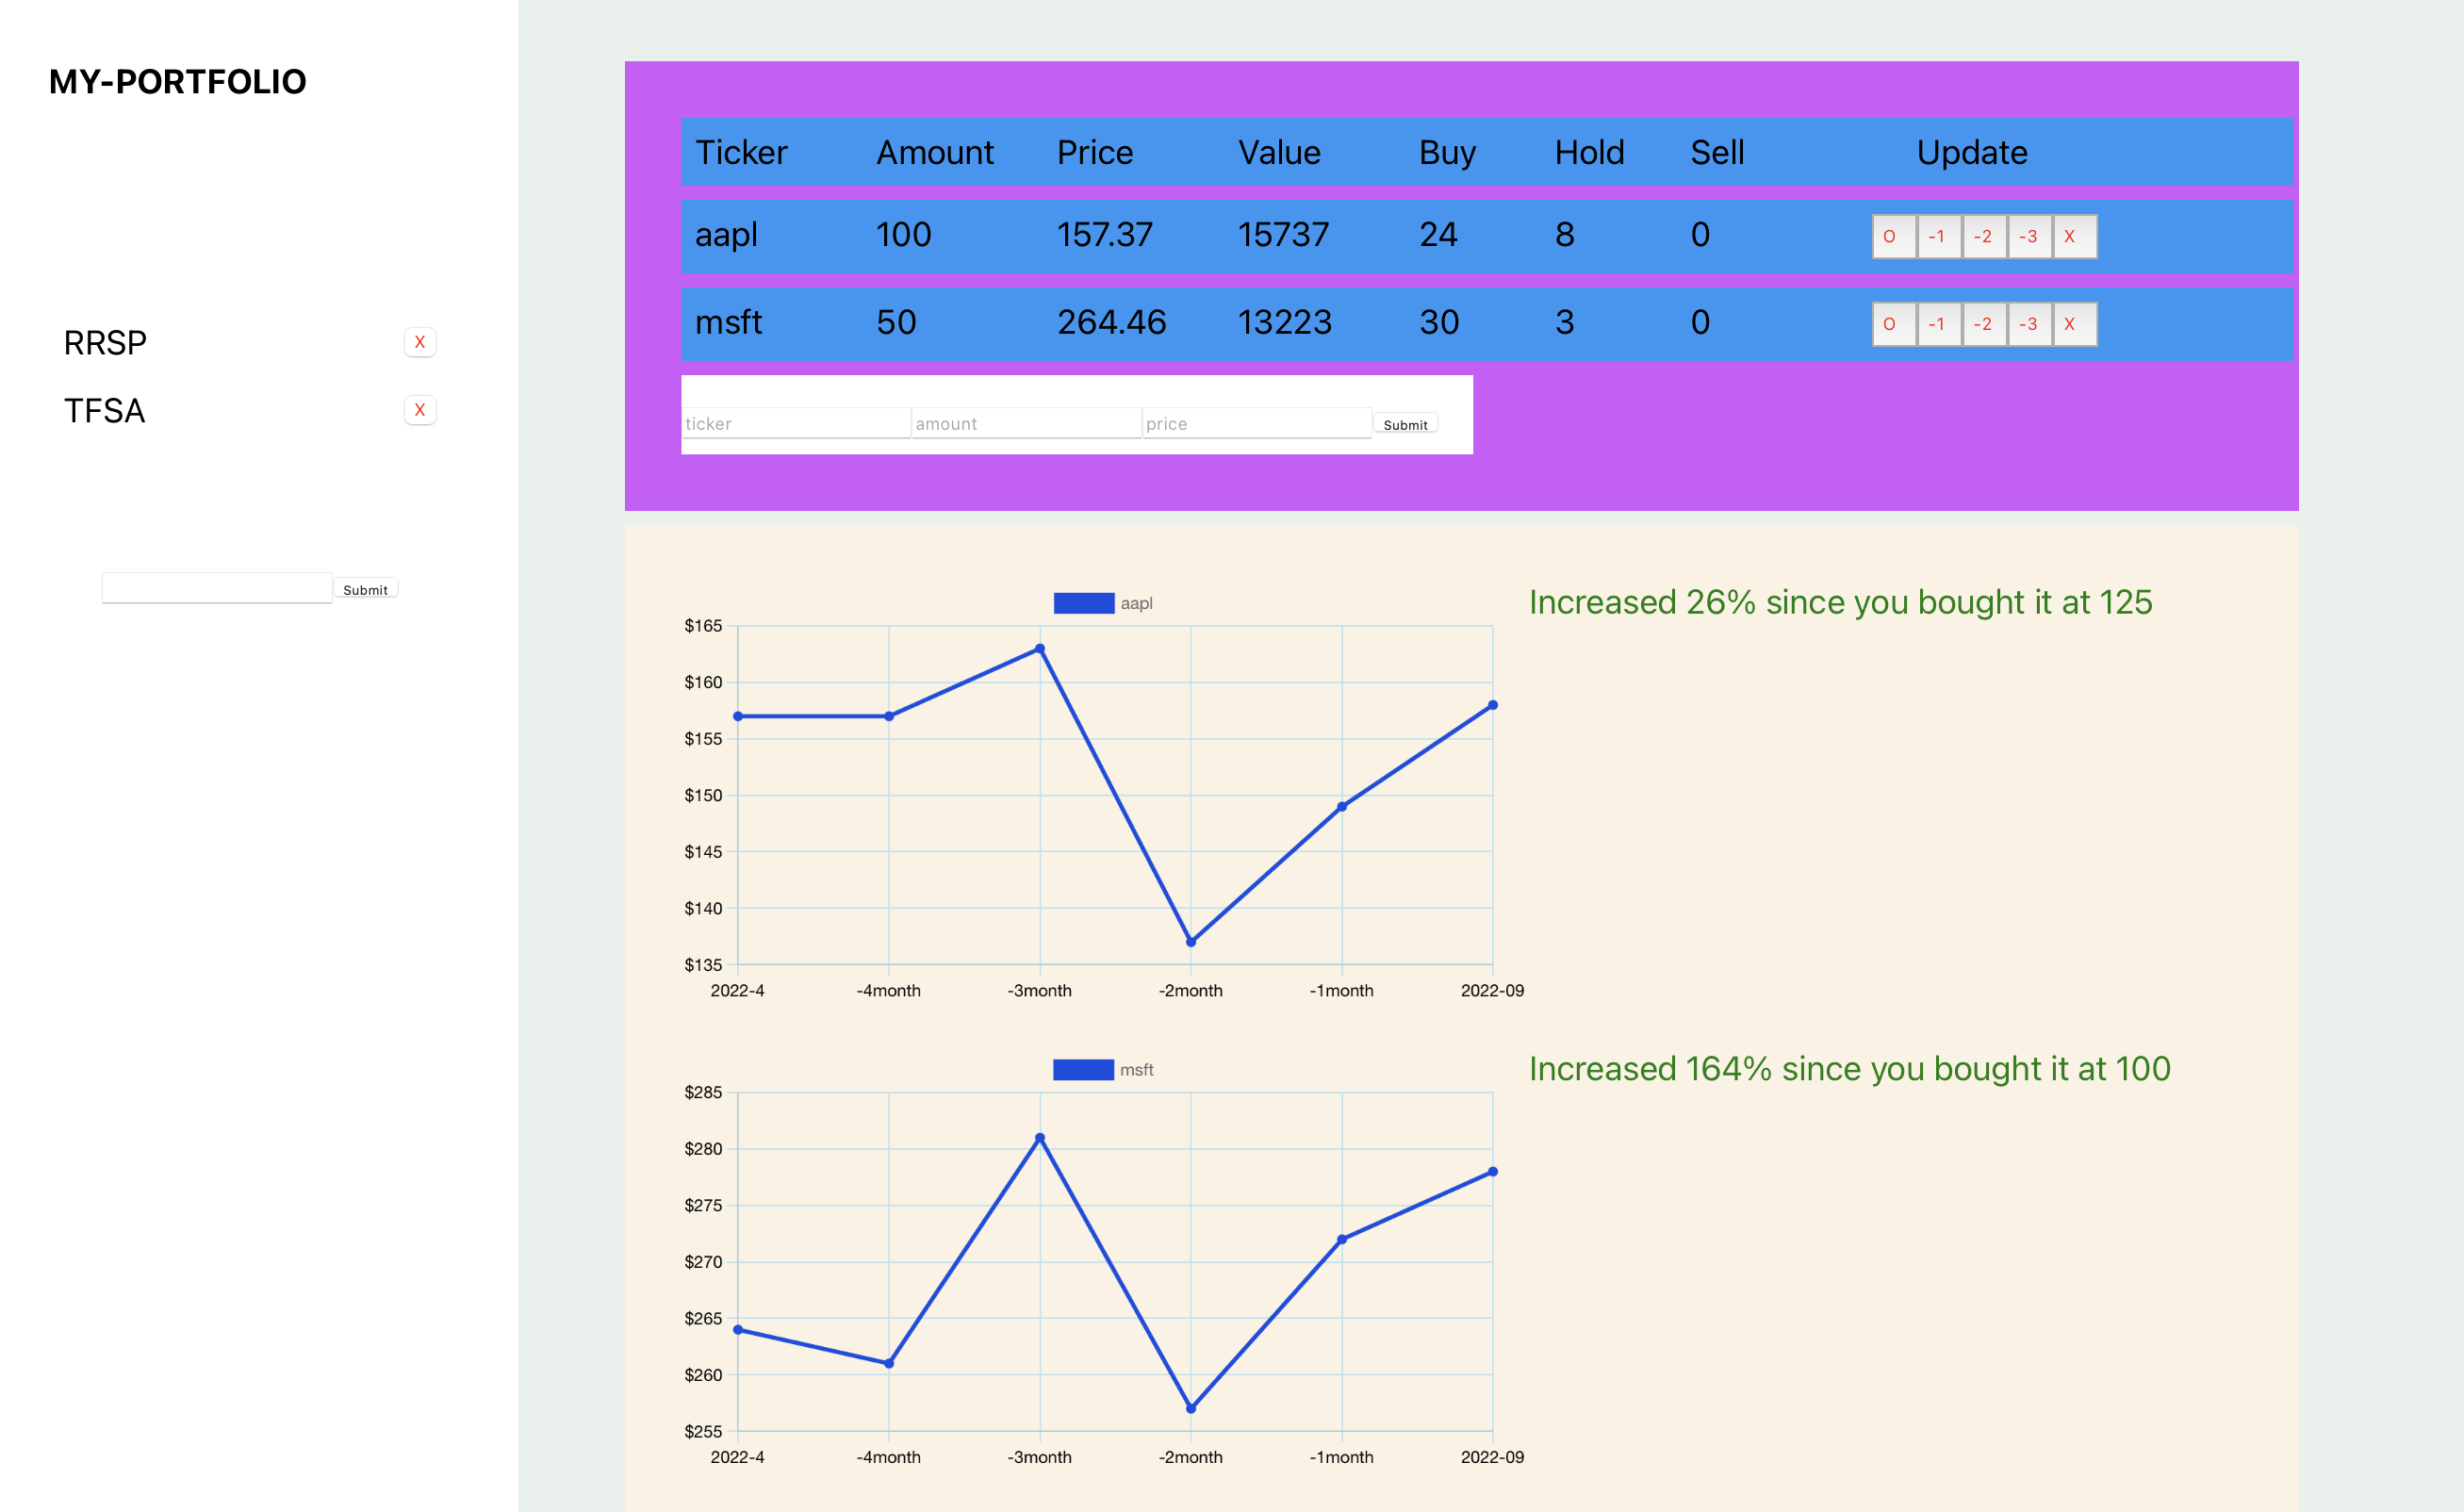 MY-PORTFOLIO
RRSP X
TFSA X
Submit
Ticker Amount Price Value Buy Hold Sell Update
aapl 100 157.37 15737 24 8 0 O -1 -2 -3 X
msft 50 264.46 13223 30 3 0 O -1 -2 -3 X
ticker amount price Submit
aapl
Increased 26% since you bought it at 125
$165
$160
$155
$150
$145
$140
$135
2022-4 -4month -3month -2month -1month 2022-09
msft
Increased 164% since you bought it at 100
$285
$280
$275
$270
$265
$260
$255
2022-4 -4month -3month -2month -1month 2022-09